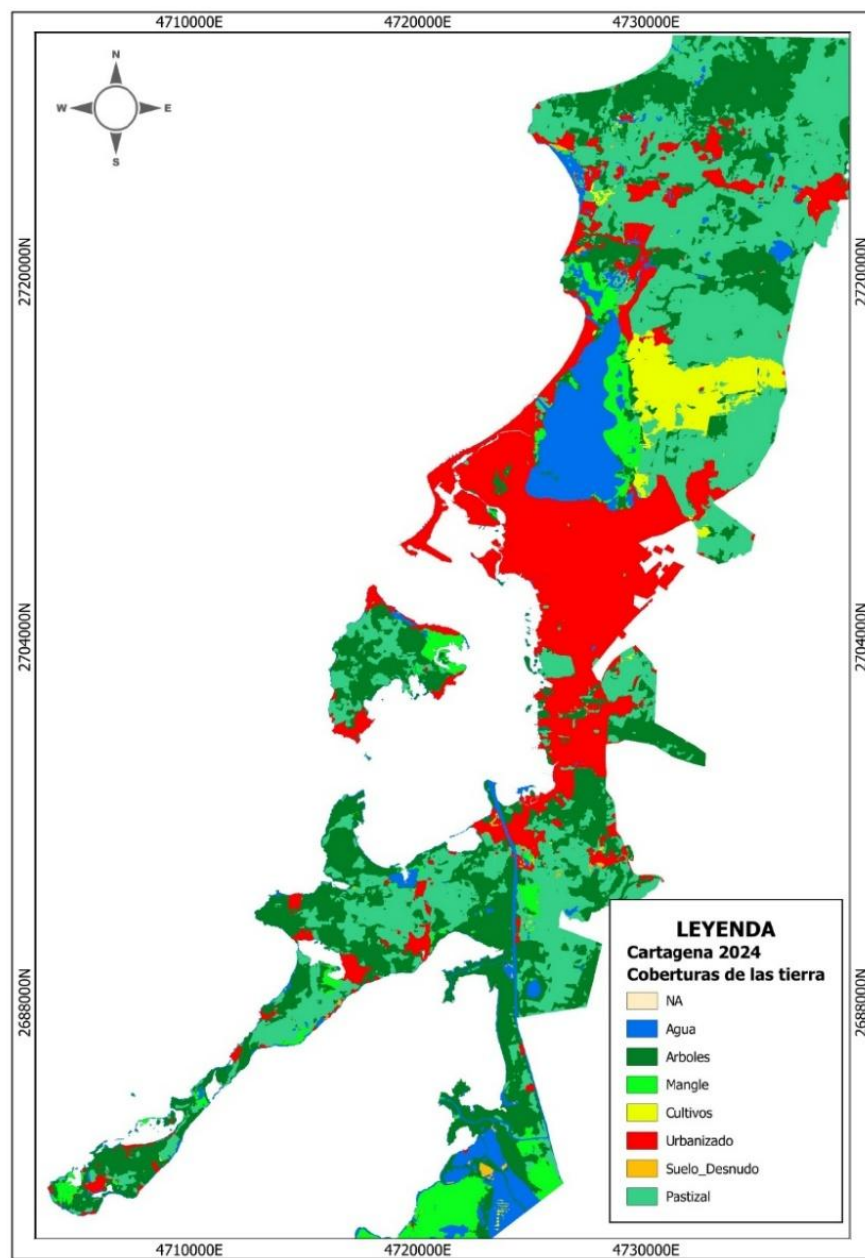 4710000E 4720000E 4730000E
N
W E
S
2720000N 2720000N
2704000N 2704000N
2688000N 2688000N
LEYENDA
Cartagena 2024
Coberturas de las tierra
NA
Agua
Arboles
Mangle
Cultivos
Urbanizado
Suelo_Desnudo
Pastizal
4710000E 4720000E 4730000E